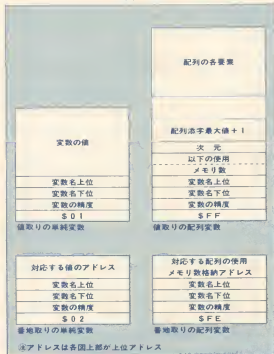 変数の値
変数名上位
変数名下位
変数の精度
$01
値取りの単純変数
配列の各要素
配列添字最大値+1
次元
以下の使用
メモリ数
変数名上位
変数名下位
変数の精度
$FF
値取りの配列変数
対応する値のアドレス
変数名上位
変数名下位
変数の精度
$02
番地取りの単純変数
対応する配列の使用
メモリ数格納アドレス
変数名上位
変数名下位
変数の精度
$FE
番地取りの配列変数
アドレスは各図上部が上位アドレス